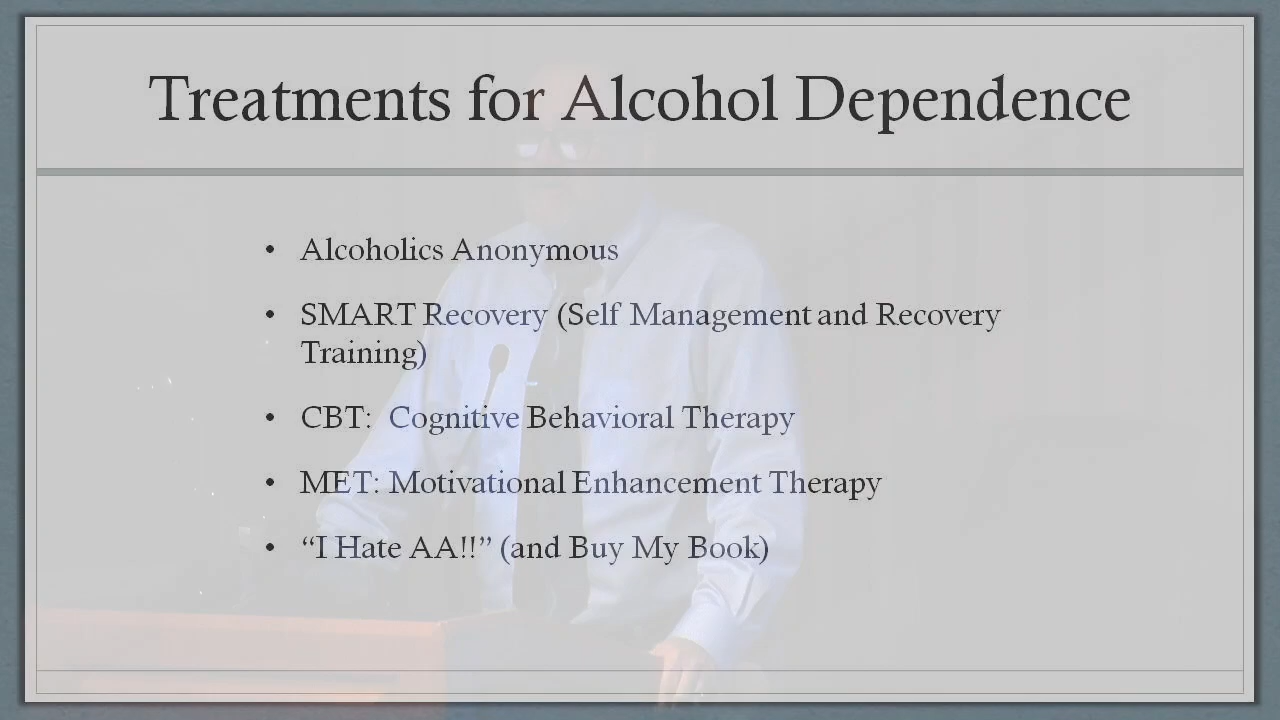 Treatments for Alcohol Dependence
• Alcoholics Anonymous
• SMART Recovery (Self Management and Recovery
Training)
• CBT: Cognitive Behavioral Therapy
• MET: Motivational Enhancement Therapy
• “I Hate AA!!” (and Buy My Book)